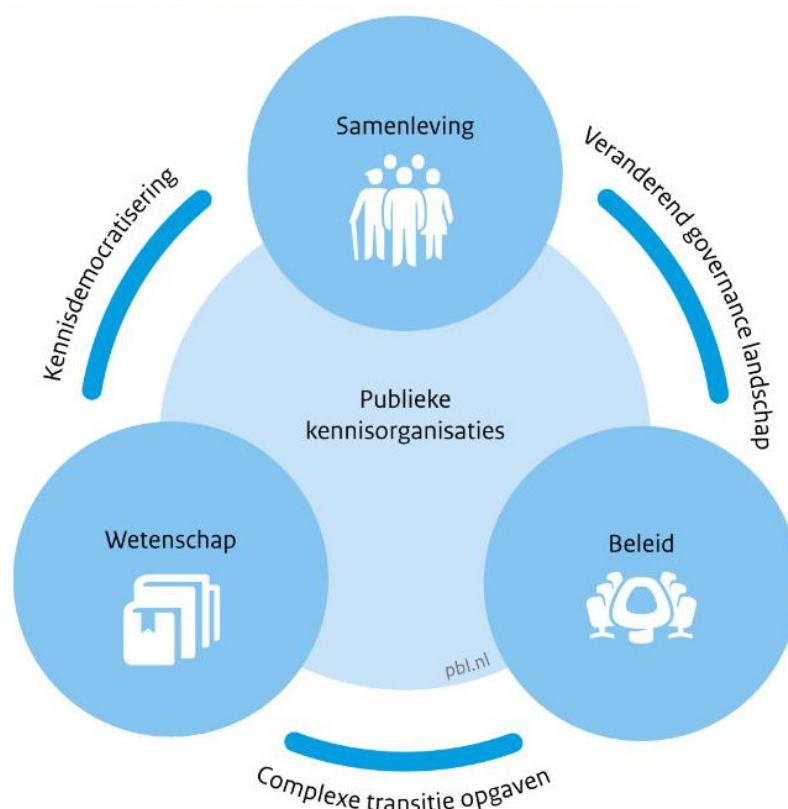 Samenleving
Kennisdemocratisering
Veranderend governance landschap
Publieke
kennisorganisaties
Wetenschap
Beleid
pbl.nl
Complexe transitie opgaven